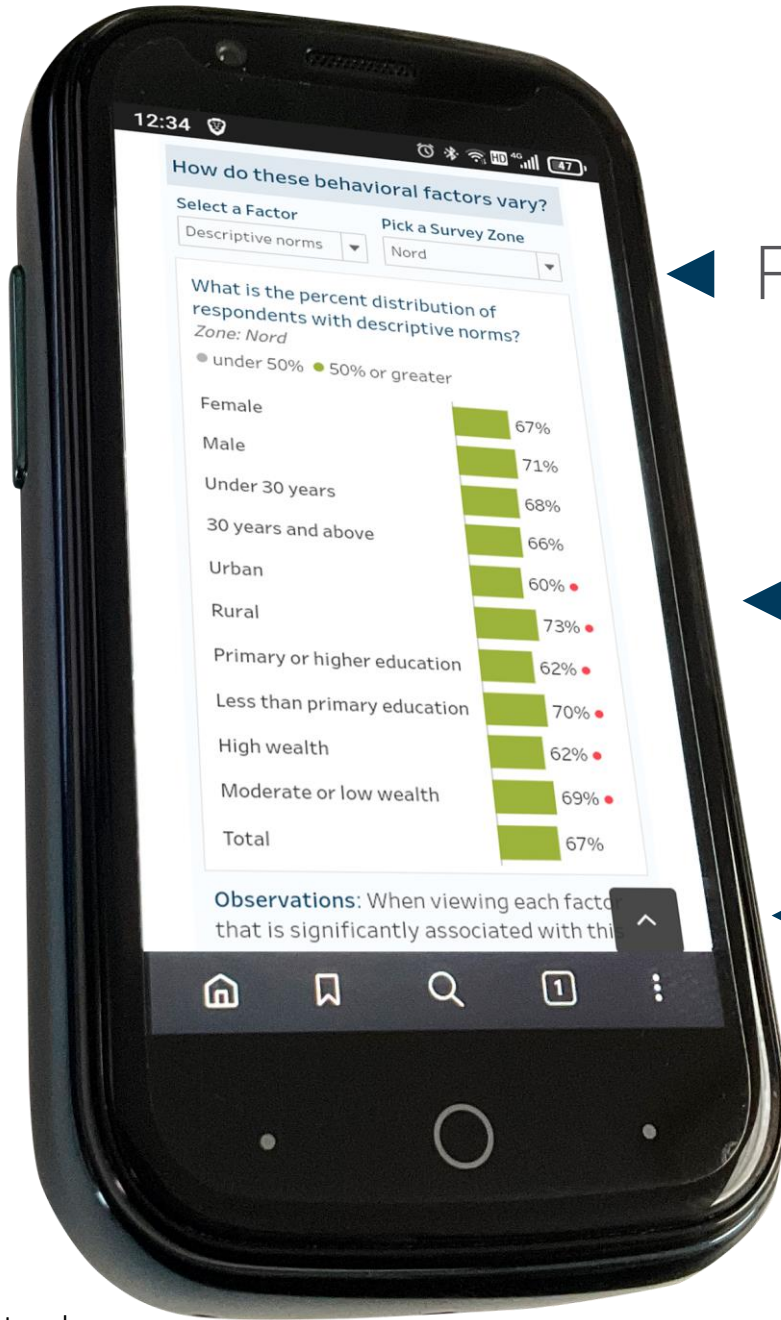 12:34
HD 4G 47
How do these behavioral factors vary?
Select a Factor Pick a Survey Zone
Descriptive norms Nord
What is the percent distribution of
respondents with descriptive norms?
Zone: Nord
under 50% 50% or greater
Female 67%
Male 71%
Under 30 years 68%
30 years and above 66%
Urban 60%
Rural 73%
Primary or higher education 62%
Less than primary education 70%
High wealth 62%
Moderate or low wealth 69%
Total 67%
Observations: When viewing each factor
that is significantly associated with this
1